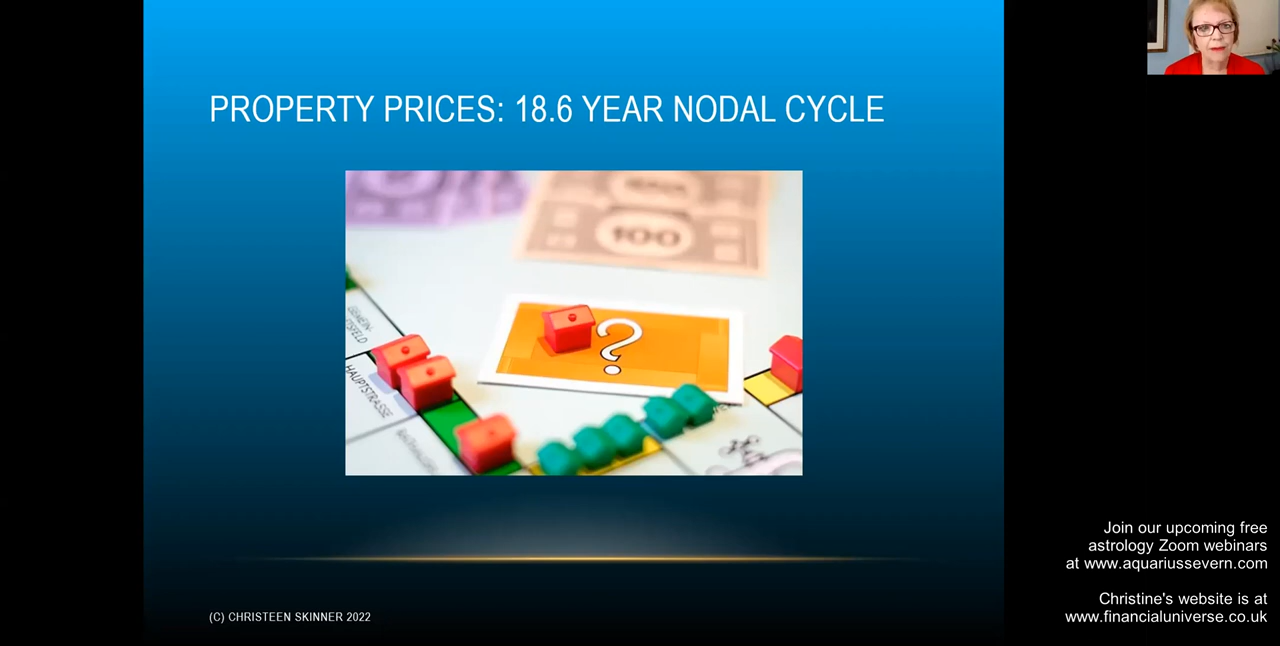 PROPERTY PRICES: 18.6 YEAR NODAL CYCLE
100
HAUPTSTRASSE
?
(C) CHRISTEEN SKINNER 2022
Join our upcoming free
astrology Zoom webinars
at www.aquariussevern.com
Christine's website is at
www.financialuniverse.co.uk